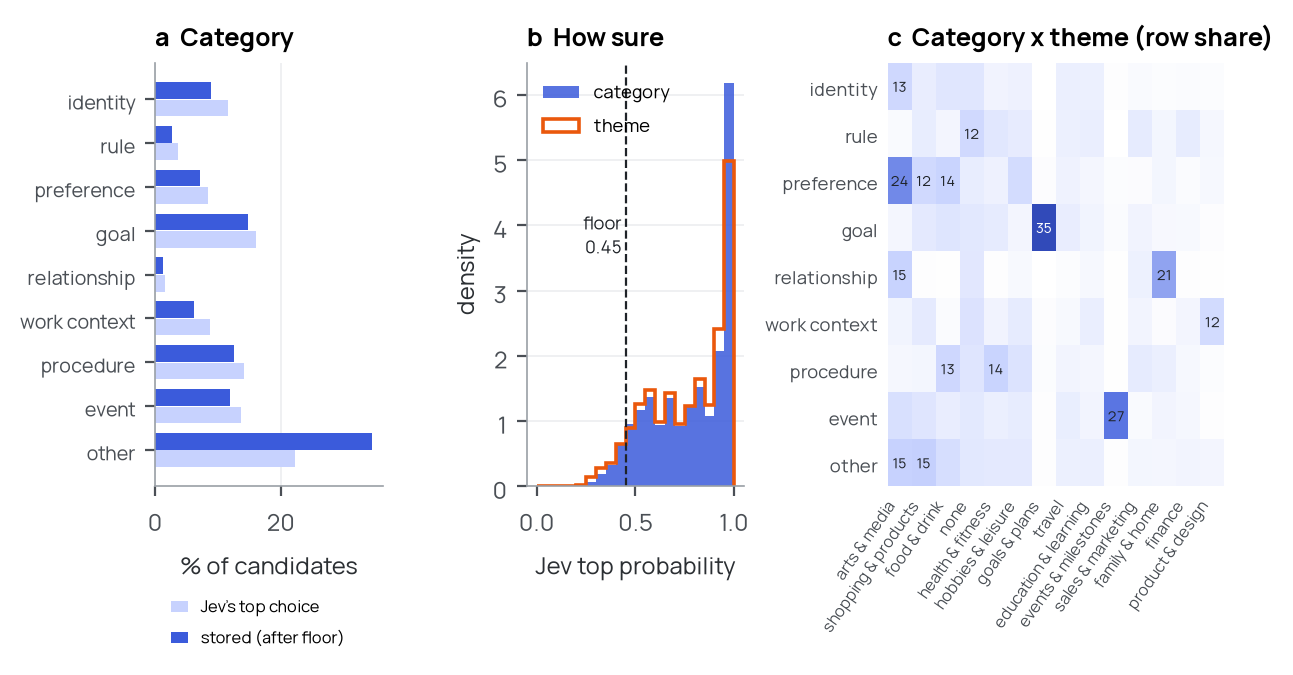 a Category
identity
rule
preference
goal
relationship
work context
procedure
event
other
0 20
% of candidates
Jev's top choice
stored (after floor)
b How sure
category
theme
floor
0.45
density
6
5
4
3
2
1
0
0.0 0.5 1.0
Jev top probability
c Category x theme (row share)
identity 13
rule 12
preference 24 12 14
goal 35
relationship 15 21
work context 12
procedure 13 14
event 27
other 15 15
arts & media
shopping & products
food & drink
none
health & fitness
hobbies & leisure
goals & plans
travel
education & learning
events & milestones
sales & marketing
family & home
finance
product & design